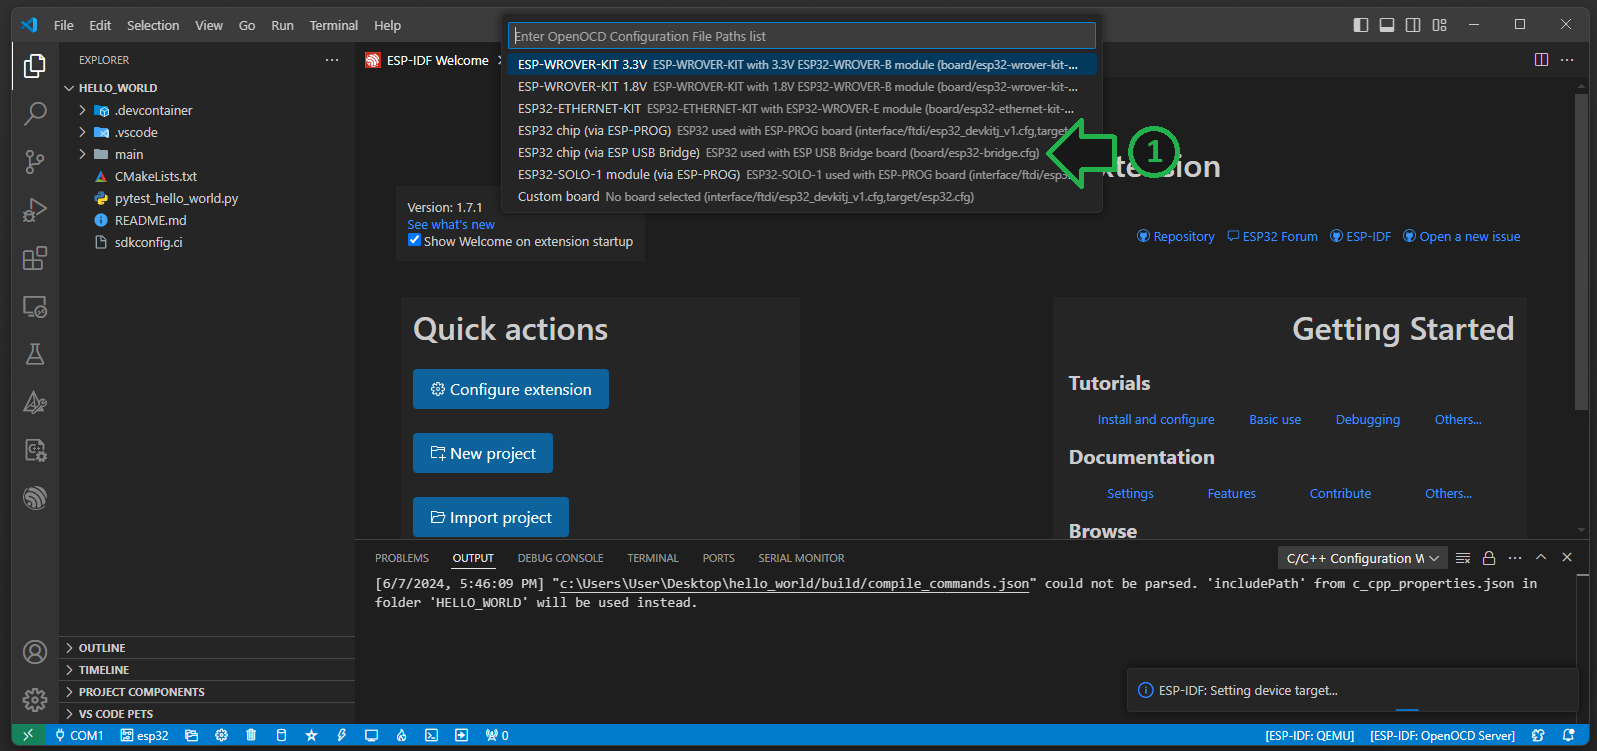 File Edit Selection View Go Run Terminal Help
Enter OpenOCD Configuration File Paths list
ESP-WROVER-KIT 3.3V ESP-WROVER-KIT with 3.3V ESP32-WROVER-B module (board/esp32-wrover-kit-...
ESP-WROVER-KIT 1.8V ESP-WROVER-KIT with 1.8V ESP32-WROVER-B module (board/esp32-wrover-kit-...
ESP32-ETHERNET-KIT ESP32-ETHERNET-KIT with ESP32-WROVER-E module (board/esp32-ethernet-kit-...
ESP32 chip (via ESP-PROG) ESP32 used with ESP-PROG board (interface/ftdi/esp32_devkitj_v1.cfg,target
ESP32 chip (via ESP USB Bridge) ESP32 used with ESP USB Bridge board (board/esp32-bridge.cfg)
1
ESP32-SOLO-1 module (via ESP-PROG) ESP32-SOLO-1 used with ESP-PROG board (interface/ftdi/esp3
Custom board No board selected (interface/ftdi/esp32_devkitj_v1.cfg,target/esp32.cfg)
EXPLORER
HELLO_WORLD
.devcontainer
.vscode
main
CMakeLists.txt
pytest_hello_world.py
README.md
sdkconfig.ci
OUTLINE
TIMELINE
PROJECT COMPONENTS
VS CODE PETS
ESP-IDF Welcome
Version: 1.7.1
See what's new
Show Welcome on extension startup
Repository ESP32 Forum ESP-IDF Open a new issue
Quick actions
Configure extension
New project
Import project
Getting Started
Tutorials
Install and configure Basic use Debugging Others...
Documentation
Settings Features Contribute Others...
Browse
PROBLEMS OUTPUT DEBUG CONSOLE TERMINAL PORTS SERIAL MONITOR
C/C++ Configuration W
[6/7/2024, 5:46:09 PM] "c:\Users\User\Desktop\hello_world/build/compile_commands.json" could not be parsed. 'includePath' from c_cpp_properties.json in
folder 'HELLO_WORLD' will be used instead.
ESP-IDF: Setting device target...
COM1 esp32 0 [ESP-IDF: QEMU] [ESP-IDF: OpenOCD Server]